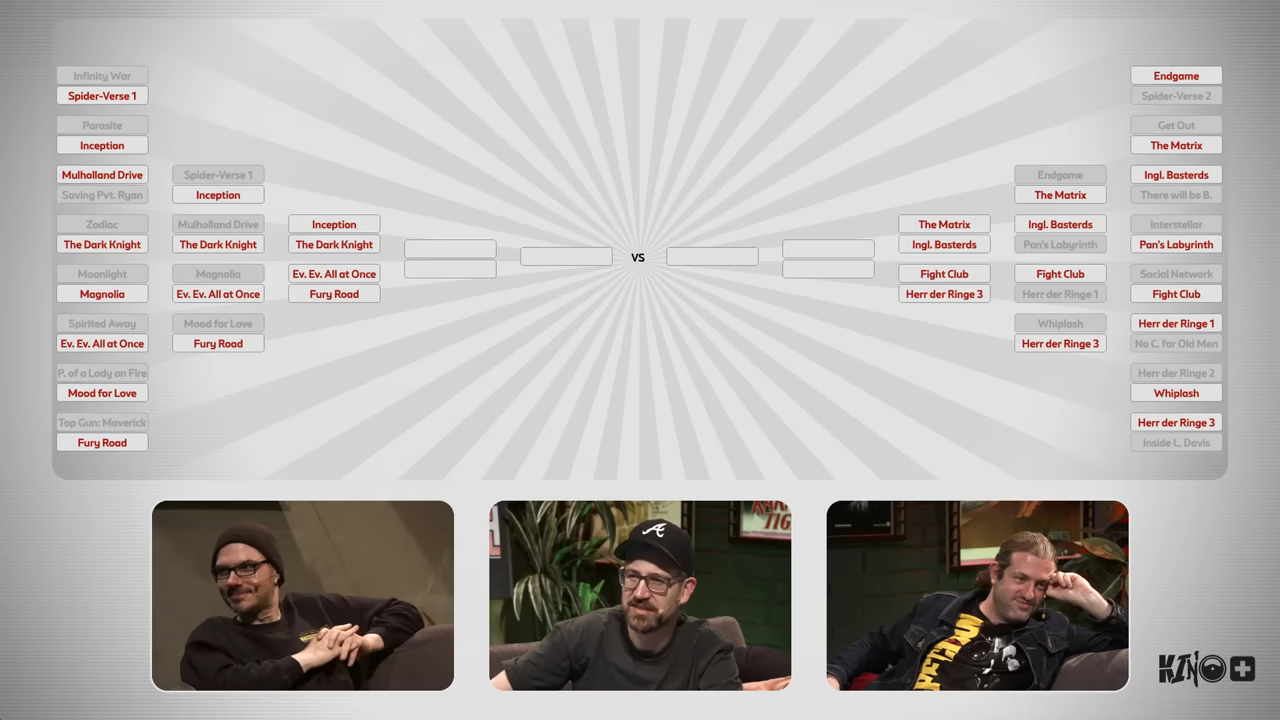 Infinity War
Spider-Verse 1
Parasite
Inception
Mulholland Drive
Saving Pvt. Ryan
Zodiac
The Dark Knight
Moonlight
Magnolia
Spirited Away
Ev. Ev. All at Once
P. of a Lady on Fire
Mood for Love
Top Gun: Maverick
Fury Road
Spider-Verse 1
Inception
Mulholland Drive
The Dark Knight
Magnolia
Ev. Ev. All at Once
Mood for Love
Fury Road
Inception
The Dark Knight
Ev. Ev. All at Once
Fury Road
VS
The Matrix
Ingl. Basterds
Fight Club
Herr der Ringe 3
Endgame
The Matrix
Ingl. Basterds
Pan's Labyrinth
Fight Club
Herr der Ringe 1
Whiplash
Herr der Ringe 3
Endgame
Spider-Verse 2
Get Out
The Matrix
Ingl. Basterds
There will be B.
Interstellar
Pan's Labyrinth
Social Network
Fight Club
Herr der Ringe 1
No C. for Old Men
Herr der Ringe 2
Whiplash
Herr der Ringe 3
Inside L. Davis
A
KINO+